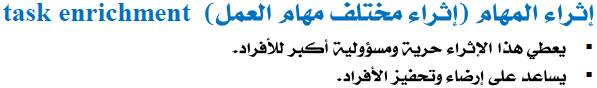 إثراء المهام (إثراء مختلف مهام العمل) task enrichment
▪ يعطي هذا الإثراء حرية ومسؤولية أكبر للأفراد.
▪ يساعد على إرضاء وتحفيز الأفراد.